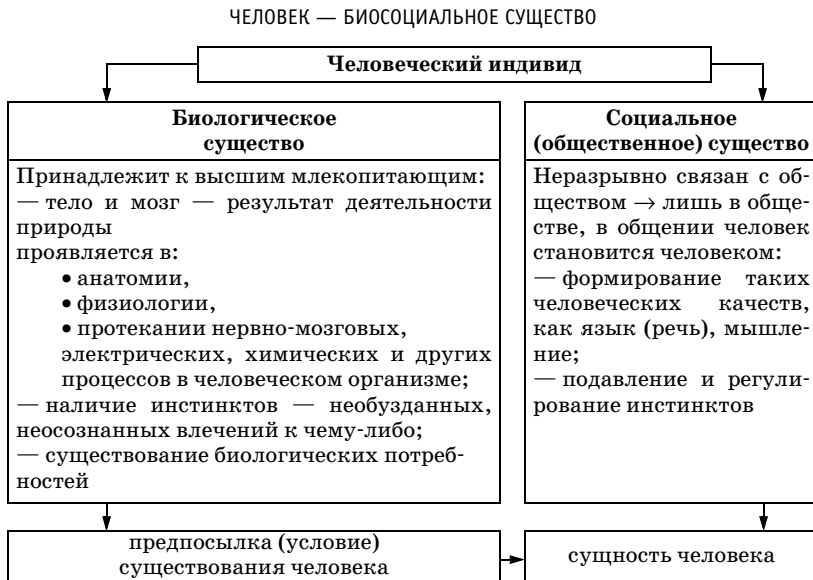 ЧЕЛОВЕК — БИОСОЦИАЛЬНОЕ СУЩЕСТВО
Человеческий индивид
Биологическое
существо
Принадлежит к высшим млекопитающим:
— тело и мозг — результат деятельности
природы
проявляется в:
• анатомии,
• физиологии,
• протекании нервно-мозговых,
электрических, химических и других
процессов в человеческом организме;
— наличие инстинктов — необузданных,
неосознанных влечений к чему-либо;
— существование биологических потреб-
ностей
предпосылка (условие)
существования человека
Социальное
(общественное) существо
Неразрывно связан с об-
ществом → лишь в обще-
стве, в общении человек
становится человеком:
— формирование таких
человеческих качеств,
как язык (речь), мышле-
ние;
— подавление и регули-
рование инстинктов
сущность человека